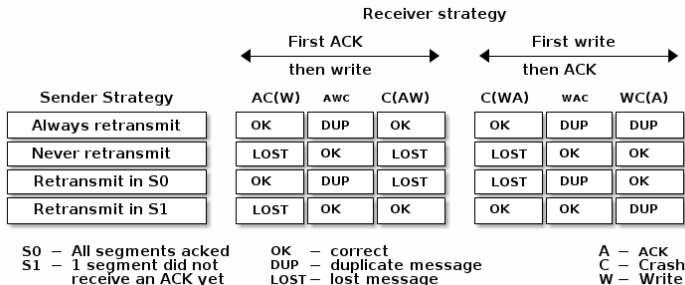 Receiver strategy
First ACK First write
then write then ACK
Sender Strategy AC(W) AWC C(AW) C(WA) WAC WC(A)
Always retransmit OK DUP OK OK DUP DUP
Never retransmit LOST OK LOST LOST OK OK
Retransmit in S0 OK DUP LOST LOST DUP OK
Retransmit in S1 LOST OK OK OK OK DUP
S0 – All segments acked OK – correct A – ACK
S1 – 1 segment did not DUP – duplicate message C – Crash
receive an ACK yet LOST – lost message W – Write